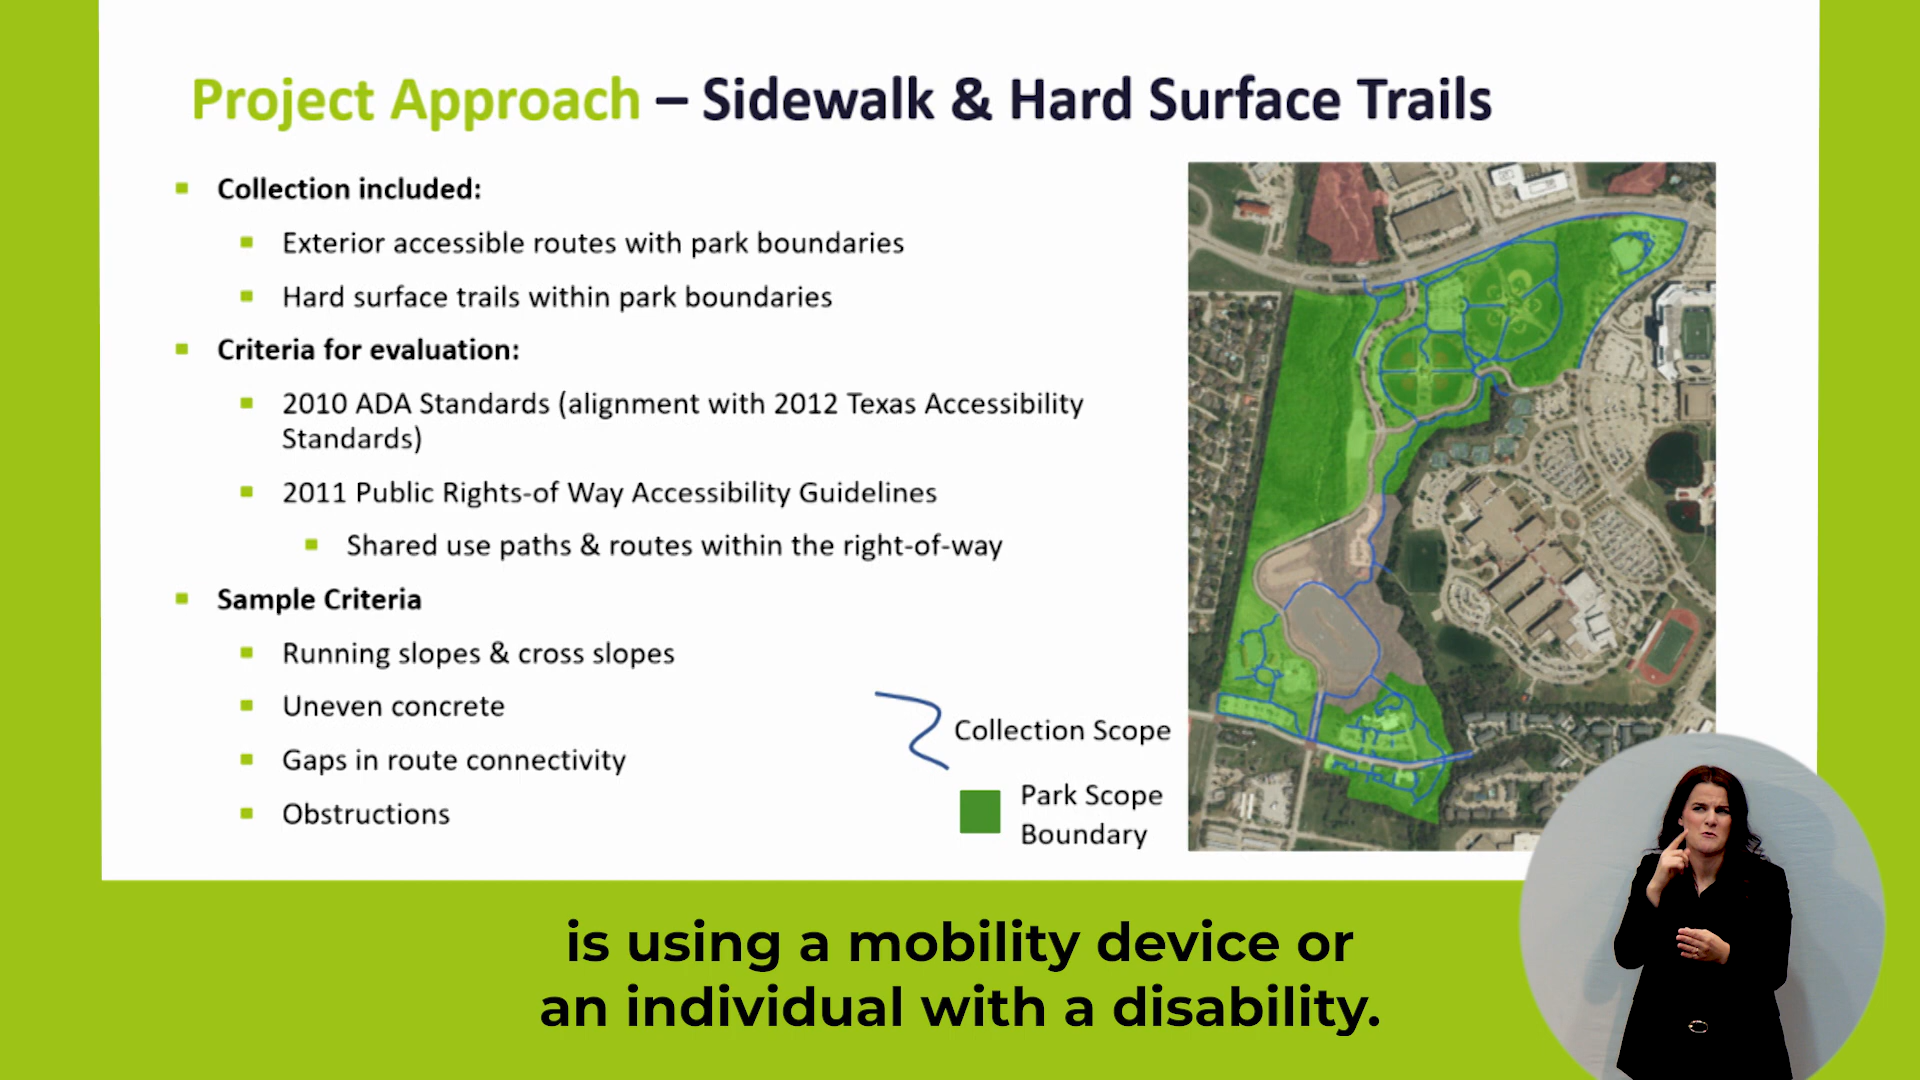 Project Approach – Sidewalk & Hard Surface Trails
Collection included:
Exterior accessible routes with park boundaries
Hard surface trails within park boundaries
Criteria for evaluation:
2010 ADA Standards (alignment with 2012 Texas Accessibility
Standards)
2011 Public Rights-of Way Accessibility Guidelines
Shared use paths & routes within the right-of-way
Sample Criteria
Running slopes & cross slopes
Uneven concrete
Gaps in route connectivity
Obstructions
Collection Scope
Park Scope
Boundary
is using a mobility device or
an individual with a disability.